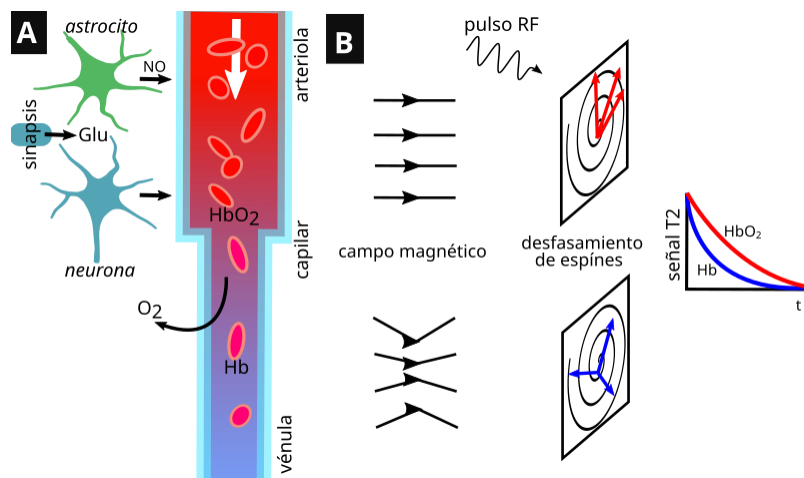 A
astrocito
NO
sinapsis
Glu
neurona
arteriola
HbO₂
capilar
O₂
Hb
vénula
B
pulso RF
campo magnético
desfasamiento
de espínes
señal T2
HbO₂
Hb
t